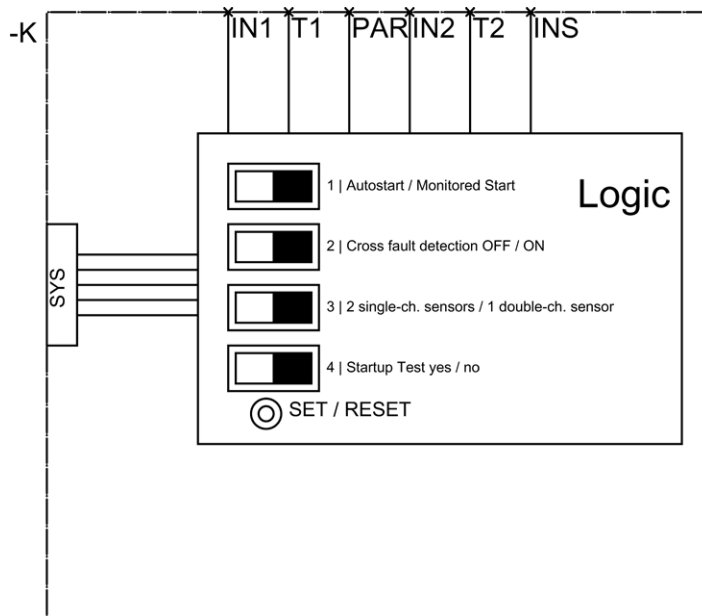 -K
IN1 T1 PAR IN2 T2 INS
Logic
1 | Autostart / Monitored Start
2 | Cross fault detection OFF / ON
SYS
3 | 2 single-ch. sensors / 1 double-ch. sensor
4 | Startup Test yes / no
SET / RESET